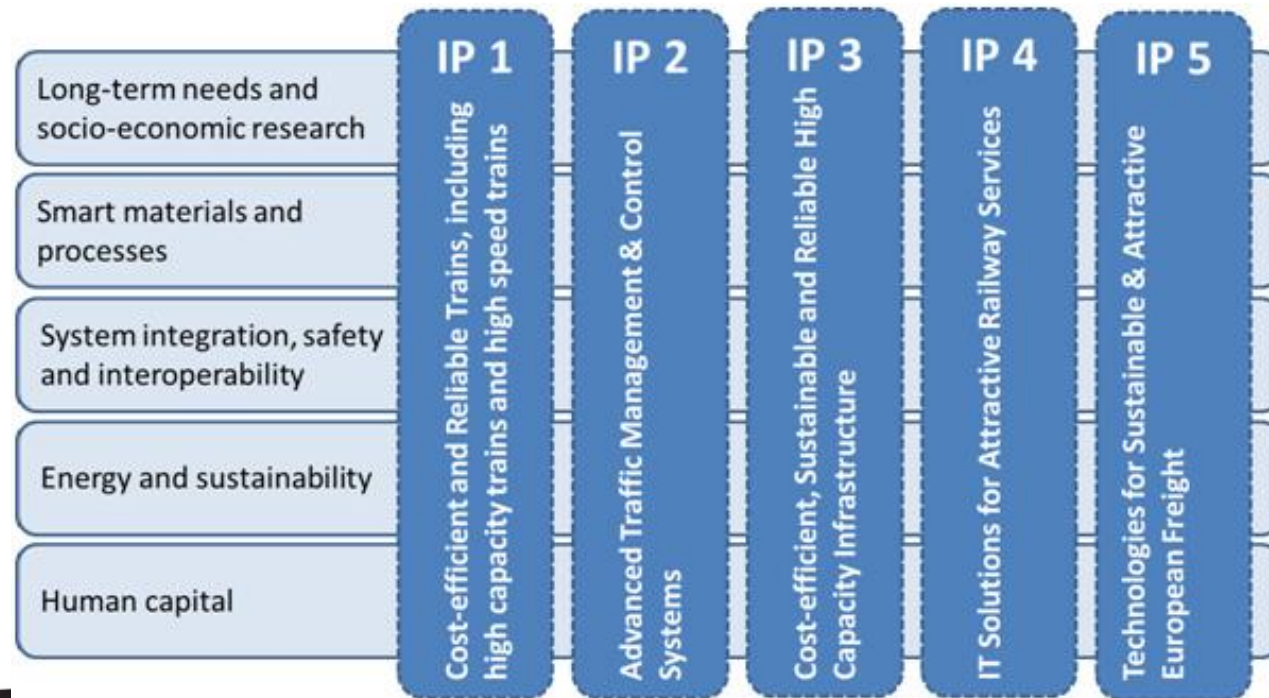 Long-term needs and
socio-economic research
Smart materials and
processes
System integration, safety
and interoperability
Energy and sustainability
Human capital
IP 1
Cost-efficient and Reliable Trains, including
high capacity trains and high speed trains
IP 2
Advanced Traffic Management & Control
Systems
IP 3
Cost-efficient, Sustainable and Reliable High
Capacity Infrastructure
IP 4
IT Solutions for Attractive Railway Services
IP 5
Technologies for Sustainable & Attractive
European Freight